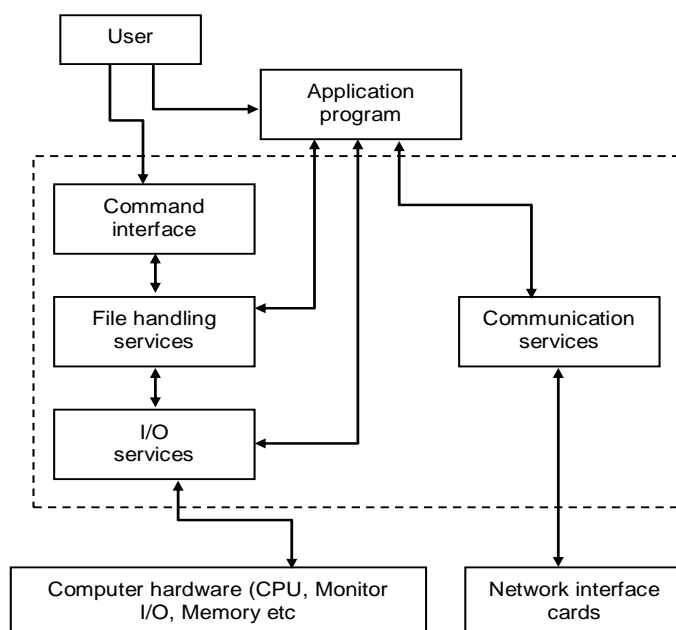 User
Application
program
Command
interface
File handling
services
Communication
services
I/O
services
Computer hardware (CPU, Monitor
I/O, Memory etc
Network interface
cards